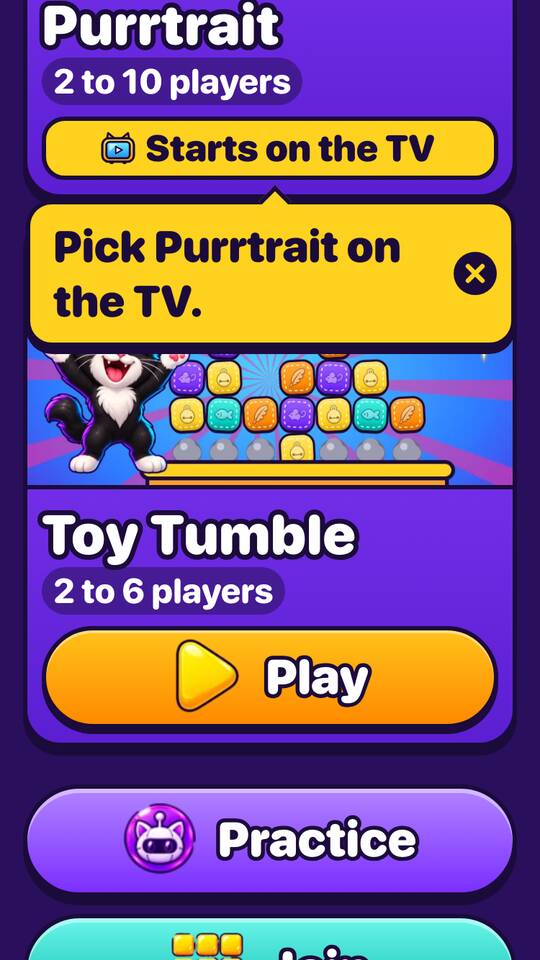 Purrtrait
2 to 10 players
Starts on the TV
Pick Purrtrait on
the TV.
Toy Tumble
2 to 6 players
Play
Practice
Join